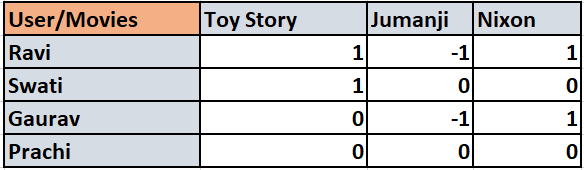 User/Movies Toy Story Jumanji Nixon
Ravi 1 -1 1
Swati 1 0 0
Gaurav 0 -1 1
Prachi 0 0 0